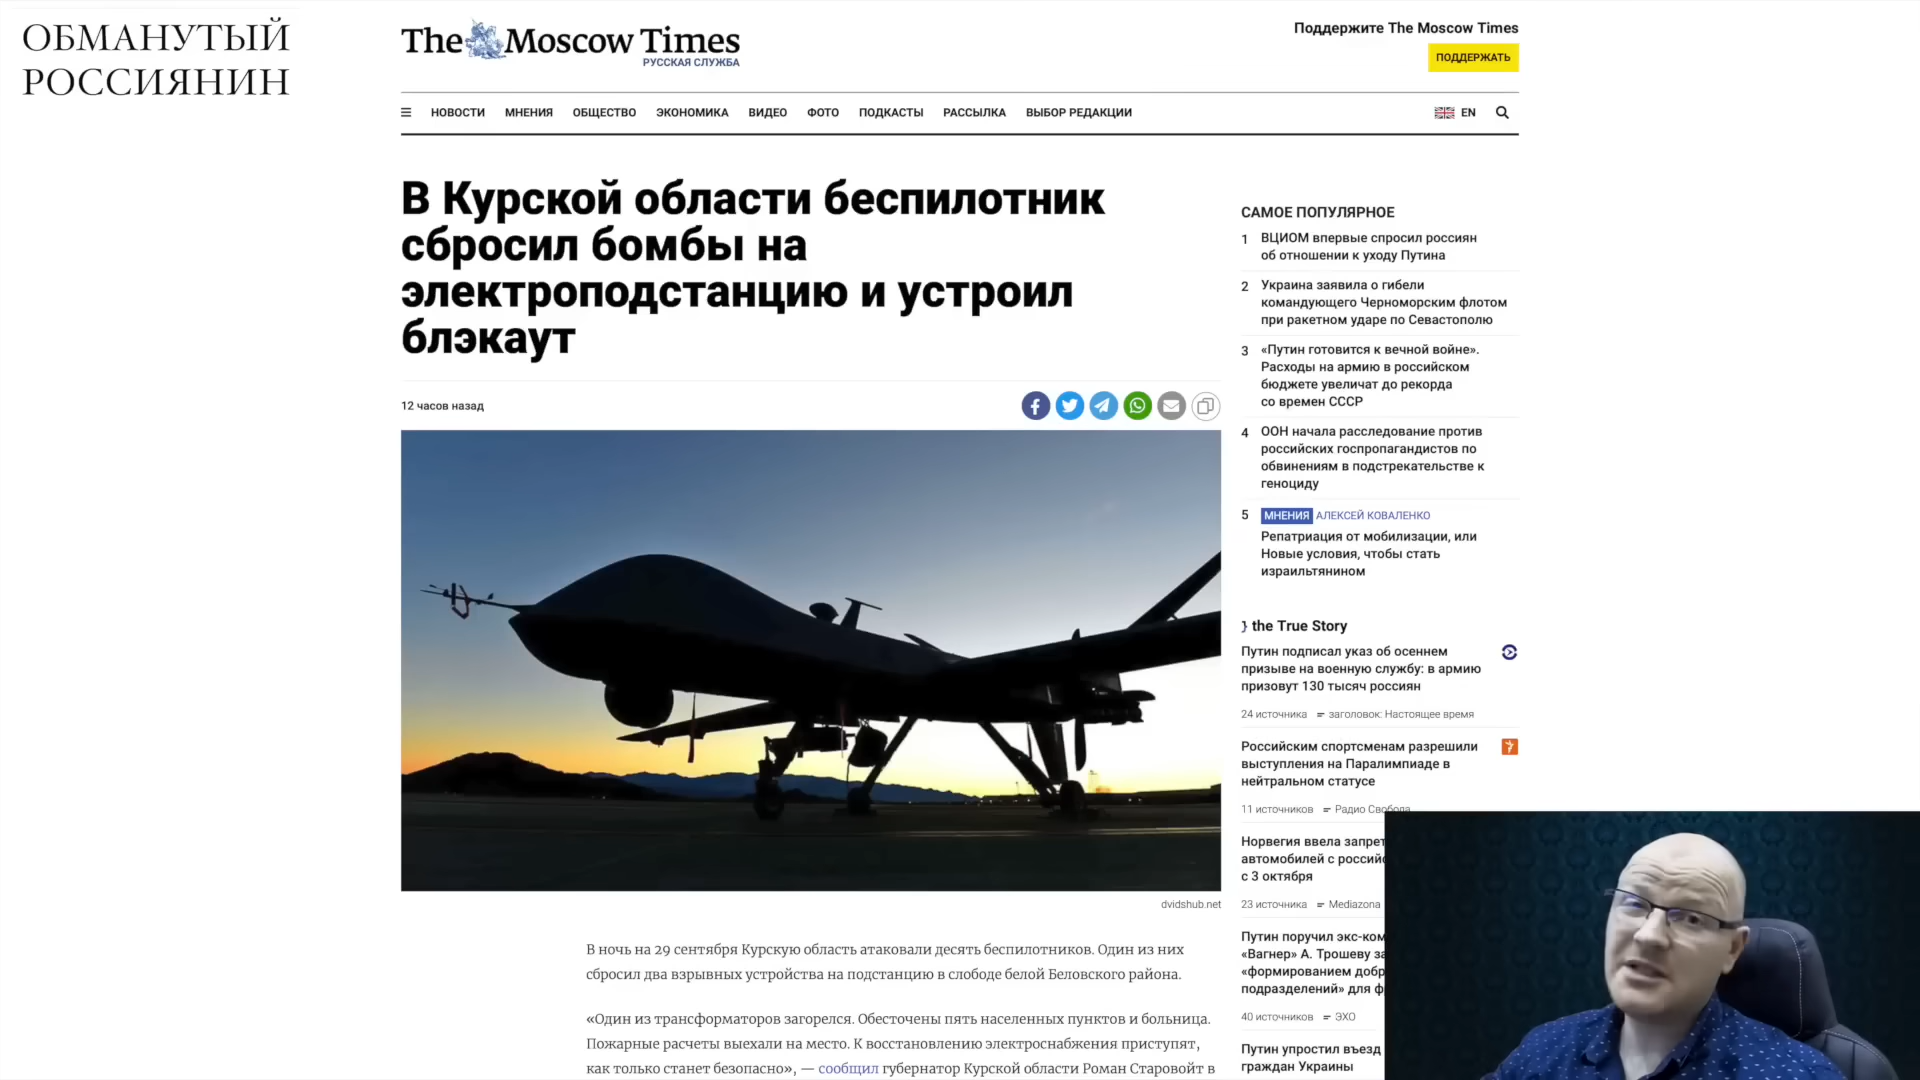 ОБМАНУТЫЙ
РОССИЯНИН
The Moscow Times
РУССКАЯ СЛУЖБА
Поддержите The Moscow Times
ПОДДЕРЖАТЬ
НОВОСТИ МНЕНИЯ ОБЩЕСТВО ЭКОНОМИКА ВИДЕО ФОТО ПОДКАСТЫ РАССЫЛКА ВЫБОР РЕДАКЦИИ EN
В Курской области беспилотник
сбросил бомбы на
электроподстанцию и устроил
блэкаут
12 часов назад
dvidshub.net
В ночь на 29 сентября Курскую область атаковали десять беспилотников. Один из них
сбросил два взрывных устройства на подстанцию в слободе белой Беловского района.
«Один из трансформаторов загорелся. Обесточены пять населенных пунктов и больница.
Пожарные расчеты выехали на место. К восстановлению электроснабжения приступят,
как только станет безопасно», — сообщил губернатор Курской области Роман Старовойт в
САМОЕ ПОПУЛЯРНОЕ
1 ВЦИОМ впервые спросил россиян
об отношении к уходу Путина
2 Украина заявила о гибели
командующего Черноморским флотом
при ракетном ударе по Севастополю
3 «Путин готовится к вечной войне».
Расходы на армию в российском
бюджете увеличат до рекорда
со времен СССР
4 ООН начала расследование против
российских госпропагандистов по
обвинениям в подстрекательстве к
геноциду
5 МНЕНИЯ АЛЕКСЕЙ КОВАЛЕНКО
Репатриация от мобилизации, или
Новые условия, чтобы стать
израильтянином
} the True Story
Путин подписал указ об осеннем
призыве на военную службу: в армию
призовут 130 тысяч россиян
24 источника заголовок: Настоящее время
Российским спортсменам разрешили
выступления на Паралимпиаде в
нейтральном статусе
11 источников Радио Свобода
Норвегия ввела запрет
автомобилей с российс
с 3 октября
23 источника Mediazona
Путин поручил экс-ком
«Вагнер» А. Трошеву за
«формированием добр
подразделений» для ф
40 источников ЭХО
Путин упростил въезд
граждан Украины